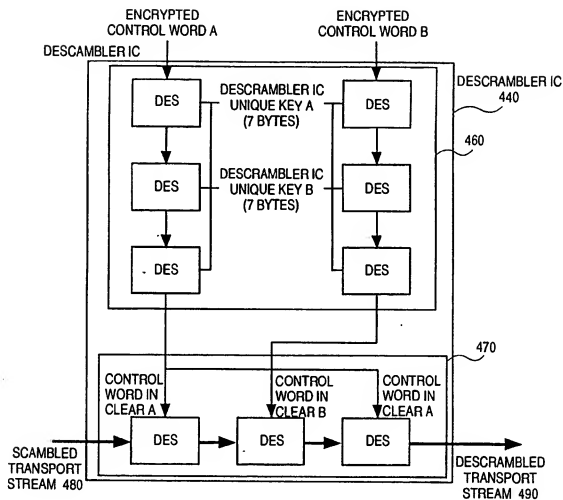 ENCRYPTED
CONTROL WORD A
ENCRYPTED
CONTROL WORD B
DESCAMBLER IC
DESCRAMBLER IC
440
460
DES
DESCRAMBLER IC
UNIQUE KEY A
(7 BYTES)
DES
DES
DESCRAMBLER IC
UNIQUE KEY B
(7 BYTES)
DES
DES
DES
470
CONTROL
WORD IN
CLEAR A
CONTROL
WORD IN
CLEAR B
CONTROL
WORD IN
CLEAR A
DES
DES
DES
SCAMBLED
TRANSPORT
STREAM 480
DESCRAMBLED
TRANSPORT
STREAM 490